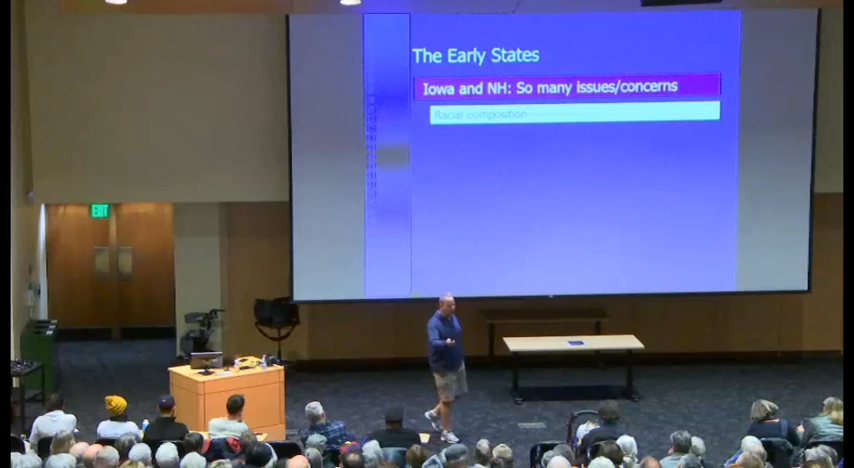 The Early States
Iowa and NH: So many issues/concerns
Racial composition
EXIT